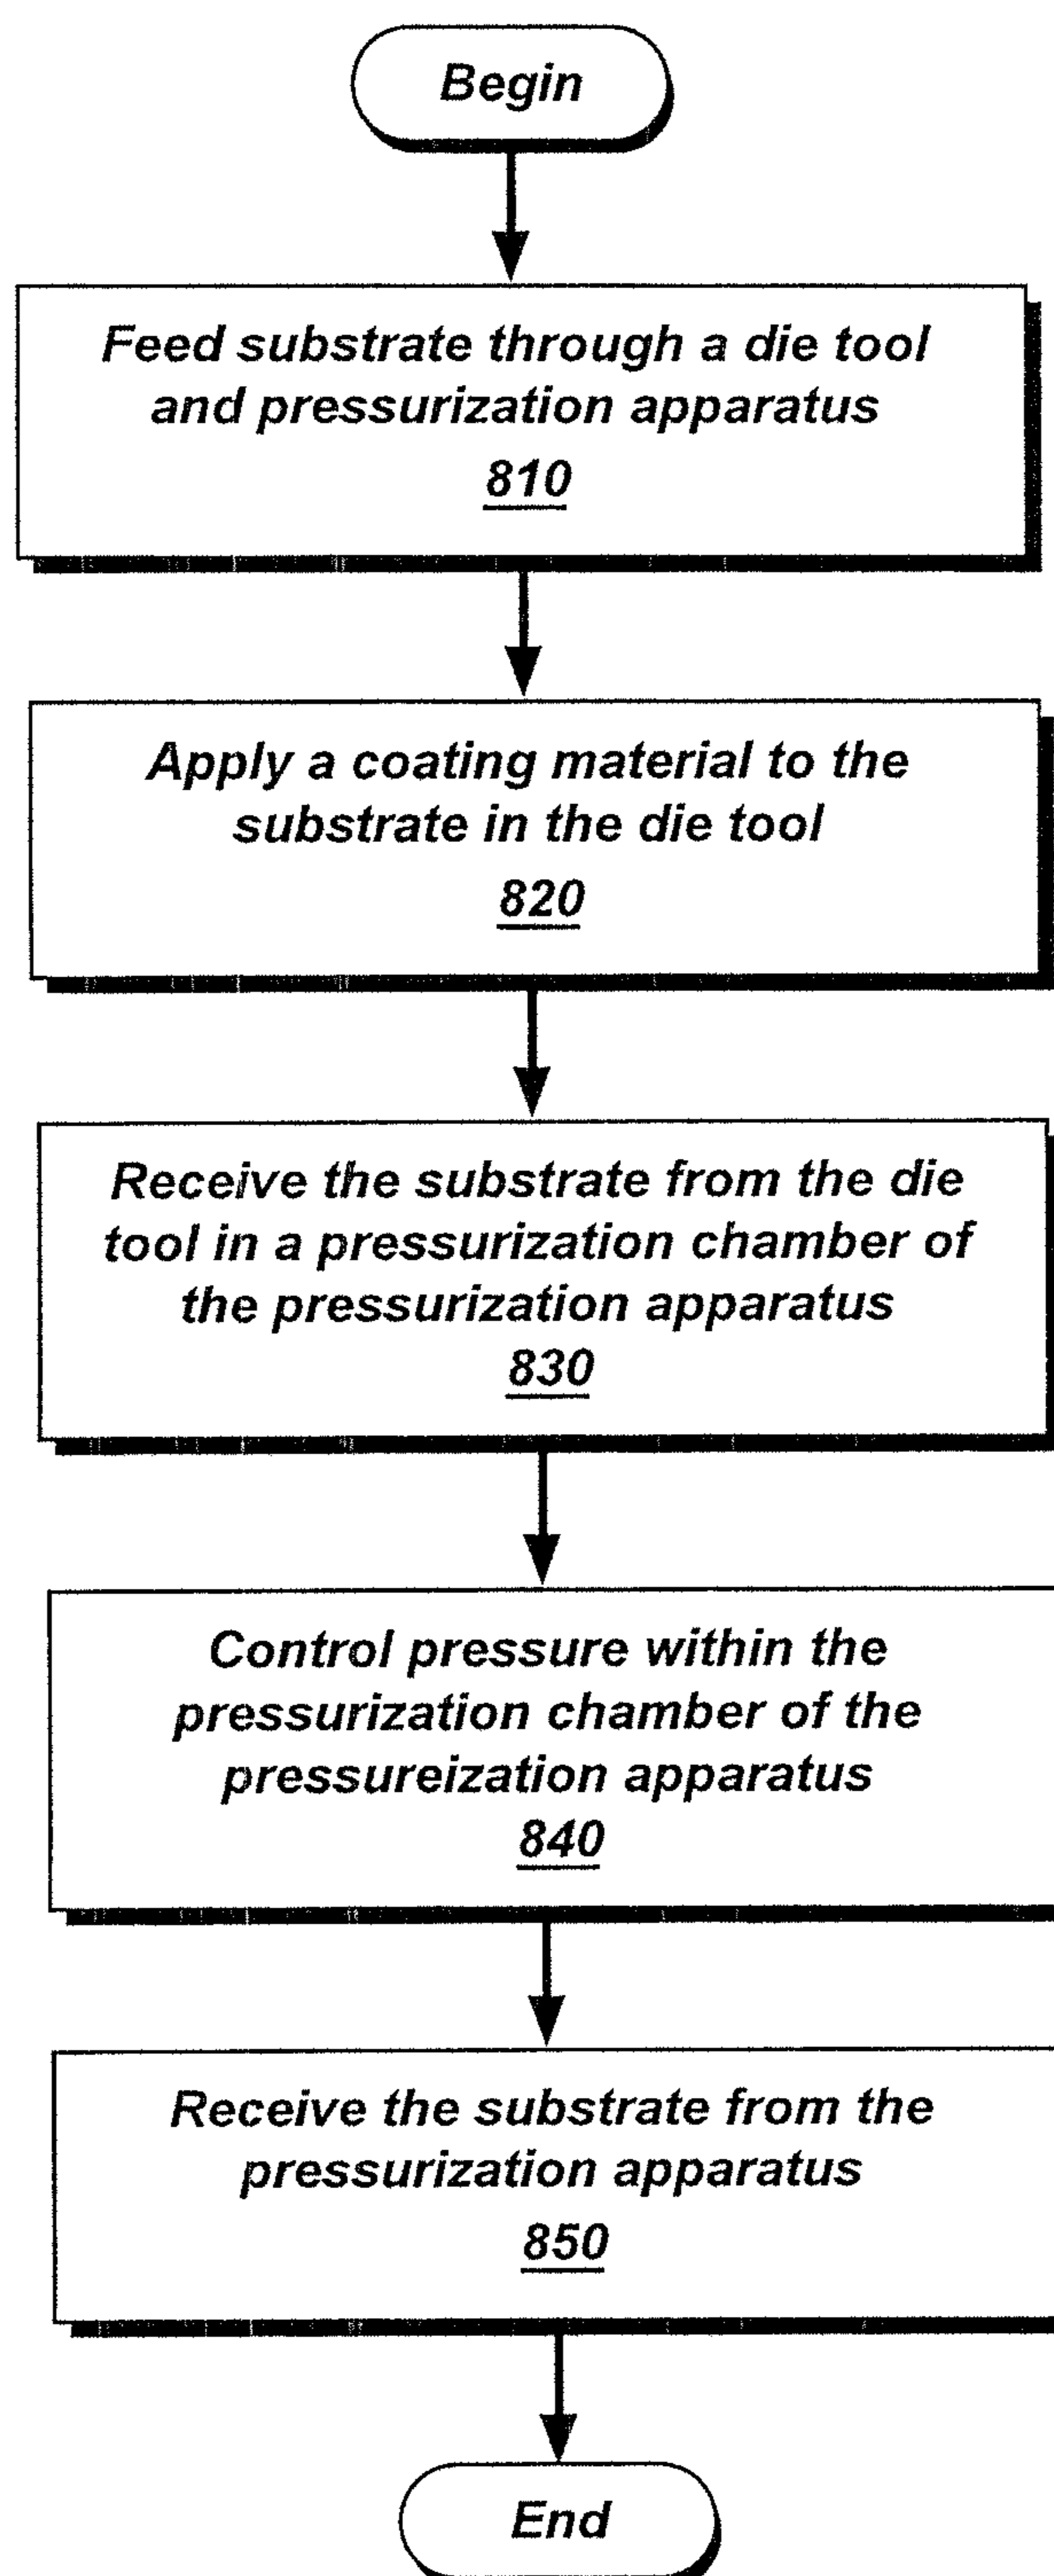 Begin
Feed substrate through a die tool
and pressurization apparatus
810
Apply a coating material to the
substrate in the die tool
820
Receive the substrate from the die
tool in a pressurization chamber of
the pressurization apparatus
830
Control pressure within the
pressurization chamber of the
pressureization apparatus
840
Receive the substrate from the
pressurization apparatus
850
End